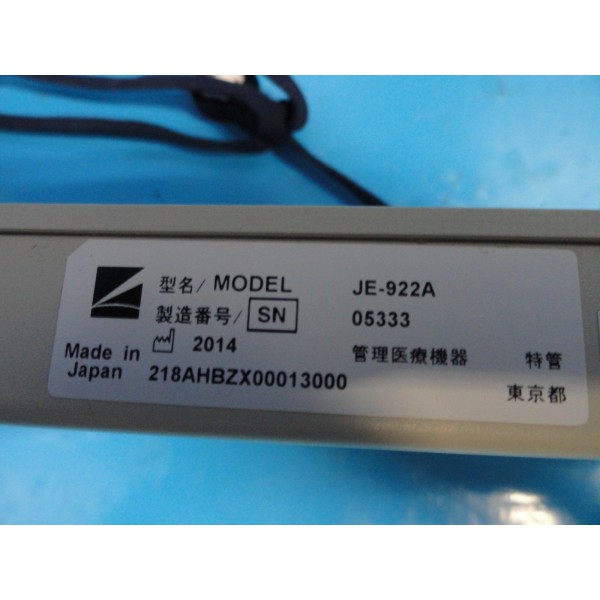 型名/ MODEL JE-922A
製造番号/ SN 05333
2014 管理医療機器 特管
Made in
Japan 218AHBZX00013000 東京都